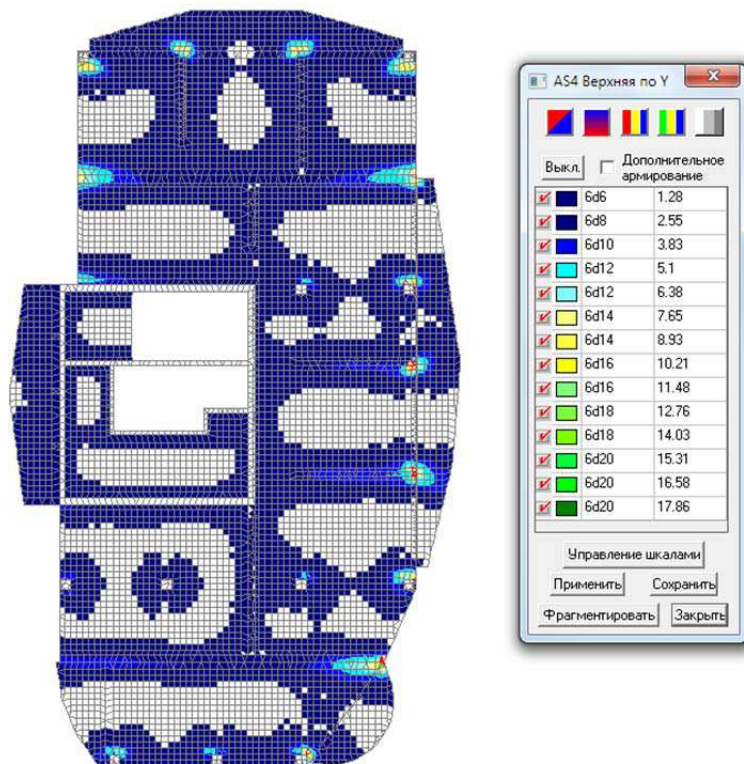 AS4 Верхняя по Y
Выкл.
Дополнительное
армирование
6d6 1.28
6d8 2.55
6d10 3.83
6d12 5.1
6d12 6.38
6d14 7.65
6d14 8.93
6d16 10.21
6d16 11.48
6d18 12.76
6d18 14.03
6d20 15.31
6d20 16.58
6d20 17.86
Управление шкалами
Применить Сохранить
Фрагментировать Закрыть